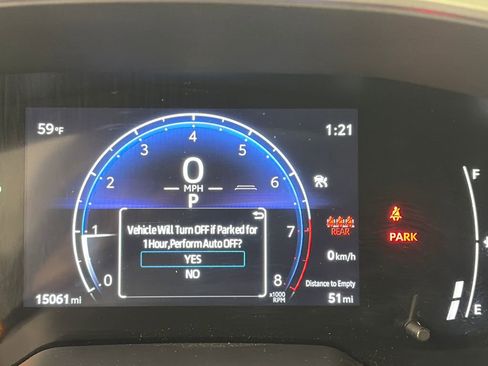 59°F
1:21
4
3
5
2
6
0
MPH
P
1
7
0
8
x1000
RPM
Vehicle Will Turn OFF if Parked for
1 Hour,Perform Auto OFF?
YES
NO
REAR
0 km/h
Distance to Empty
15061 mi
51 mi
PARK
F
E